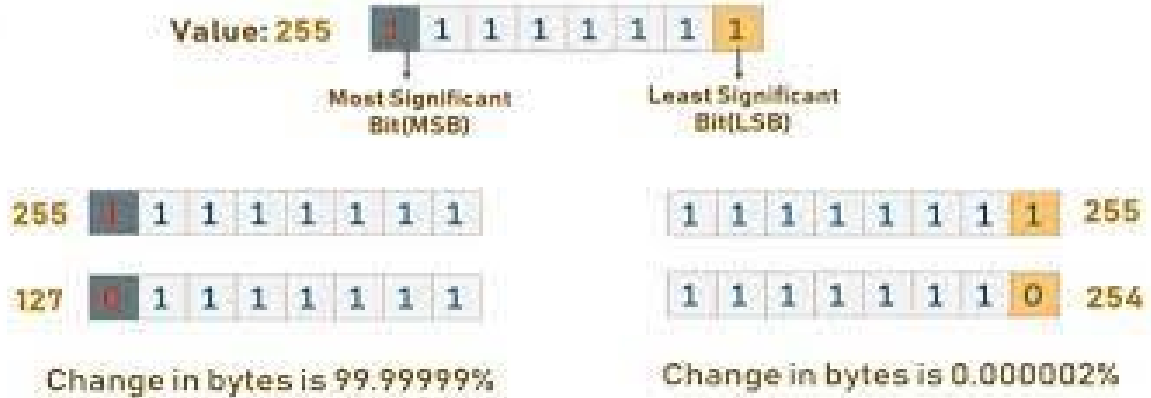 Value: 255 1 1 1 1 1 1 1 1
Most Significant
Bit(MSB)
Least Significant
Bit(LSB)
255 1 1 1 1 1 1 1 1
1 1 1 1 1 1 1 1 255
127 0 1 1 1 1 1 1 1
1 1 1 1 1 1 1 0 254
Change in bytes is 99.99999%
Change in bytes is 0.000002%